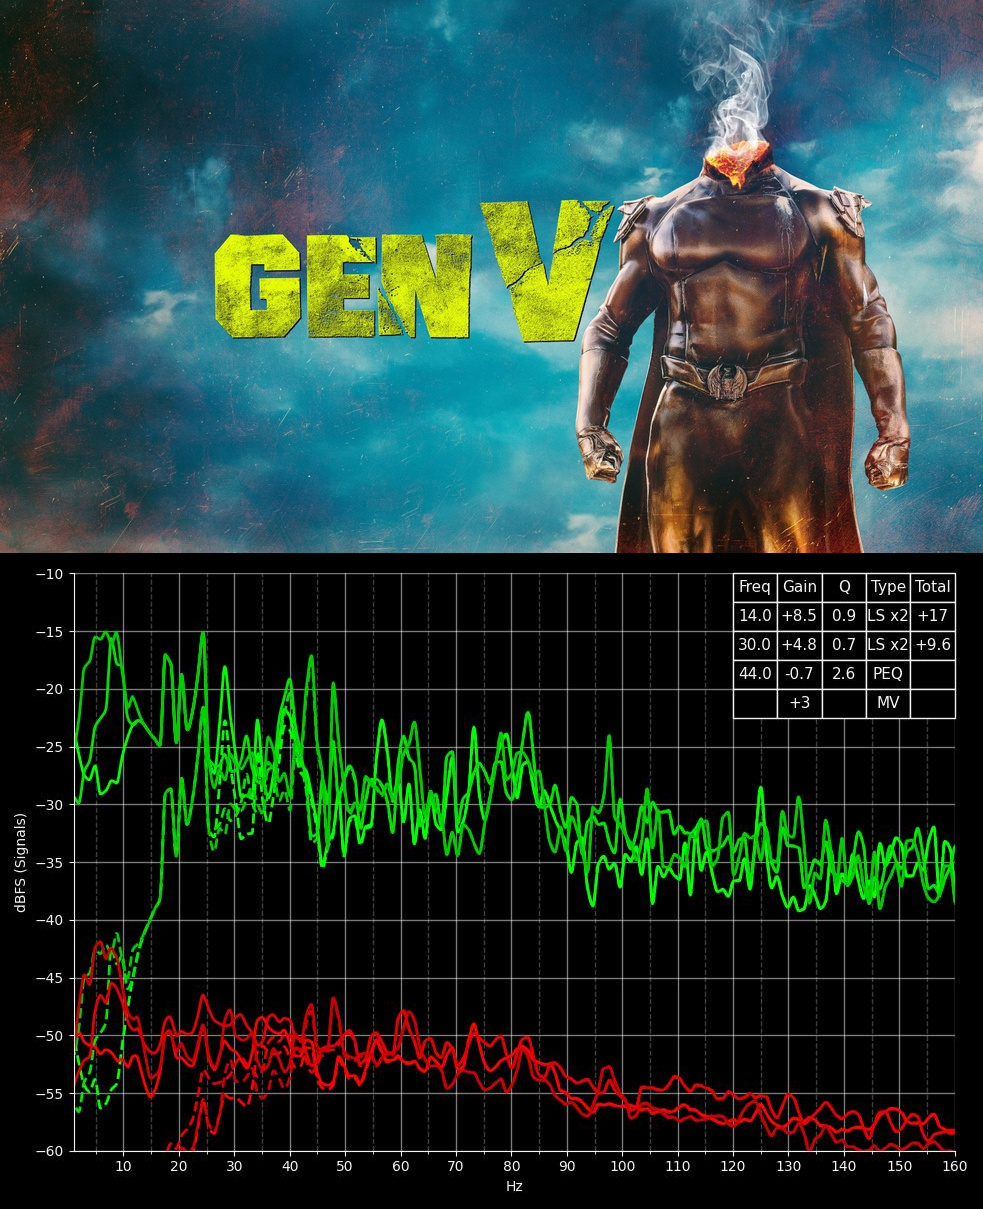 GEN V
-10
-15
-20
-25
-30
-35
-40
-45
-50
-55
-60
dBFS (Signals)
Freq Gain Q Type Total
14.0 +8.5 0.9 LS x2 +17
30.0 +4.8 0.7 LS x2 +9.6
44.0 -0.7 2.6 PEQ
+3 MV
10 20 30 40 50 60 70 80 90 100 110 120 130 140 150 160
Hz